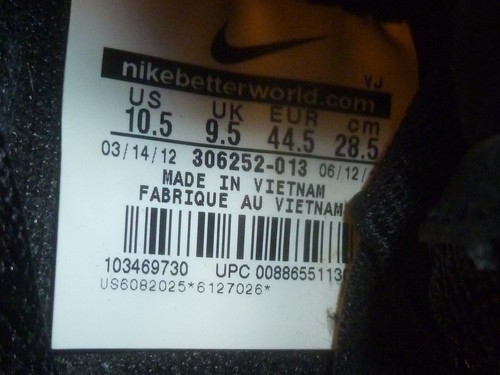 nikebetterworld.com
VJ
US UK EUR cm
10.5 9.5 44.5 28.5
03/14/12 306252-013 06/12/
MADE IN VIETNAM
FABRIQUE AU VIETNAM
103469730 UPC 00886551130
US6082025*6127026*